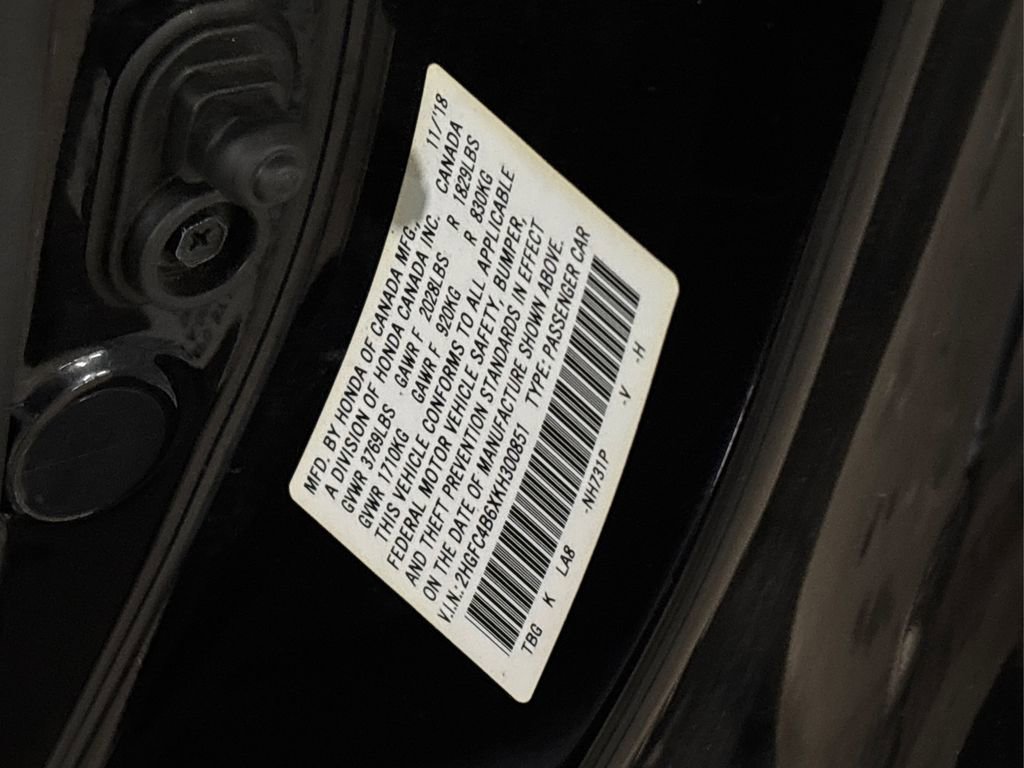 MFD. BY HONDA OF CANADA MFG., 11/'18
A DIVISION OF HONDA CANADA INC. CANADA
GVWR 3769LBS GAWR F 2028LBS R 1829LBS
GVWR 1710KG GAWR F 920KG R 830KG
THIS VEHICLE CONFORMS TO ALL APPLICABLE
FEDERAL MOTOR VEHICLE SAFETY, BUMPER,
AND THEFT PREVENTION STANDARDS IN EFFECT
ON THE DATE OF MANUFACTURE SHOWN ABOVE.
V.I.N.: 2HGFC4B6XKH300851 TYPE: PASSENGER CAR
TBG K LA8 -NH731P -V -H